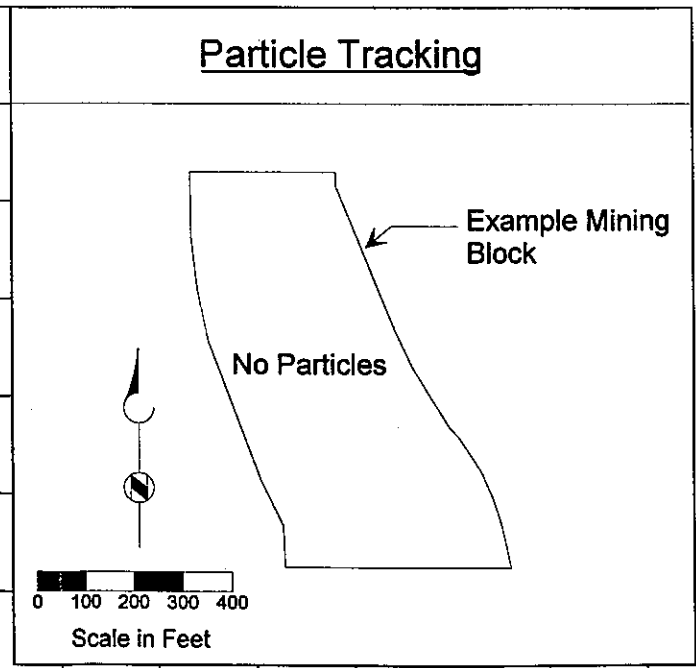 Particle Tracking
Example Mining
Block
No Particles
N
0 100 200 300 400
Scale in Feet